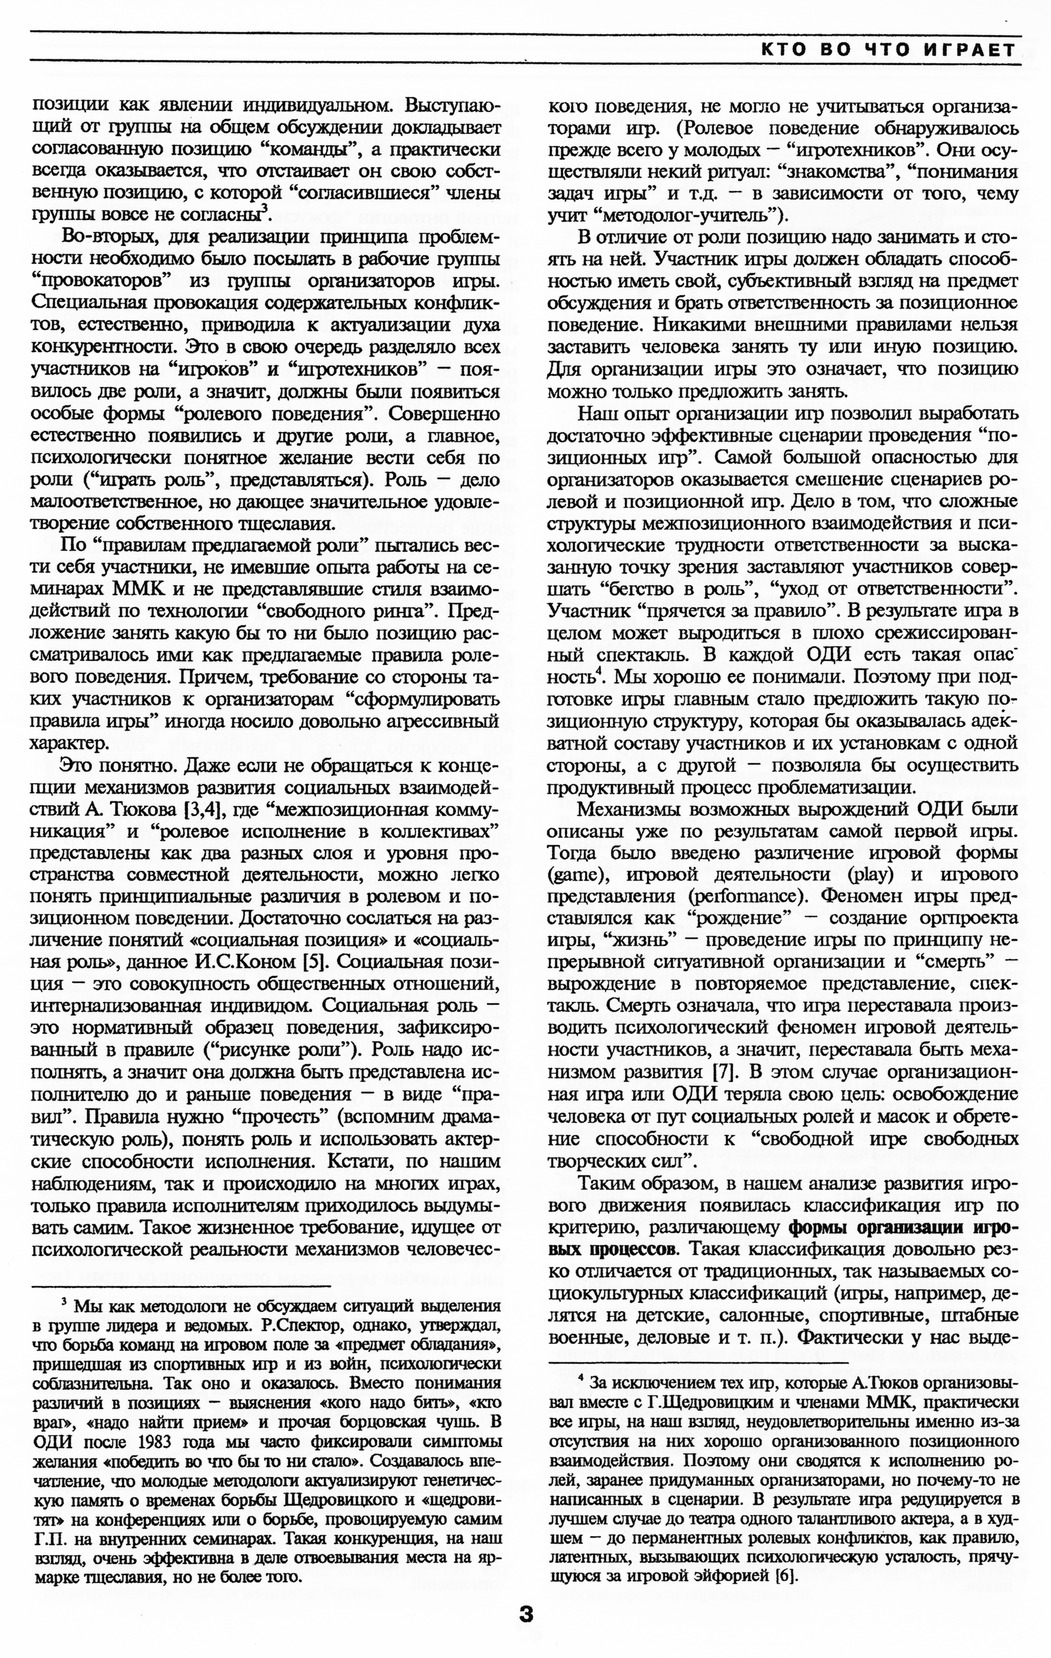 КТО ВО ЧТО ИГРАЕТ
позиции как явлении индивидуальном. Выступаю-
щий от группы на общем обсуждении докладывает
согласованную позицию “команды”, а практически
всегда оказывается, что отстаивает он свою собст-
венную позицию, с которой “согласившиеся” члены
группы вовсе не согласны³.
Во-вторых, для реализации принципа проблем-
ности необходимо было посылать в рабочие группы
“провокаторов” из группы организаторов игры.
Специальная провокация содержательных конфлик-
тов, естественно, приводила к актуализации духа
конкурентности. Это в свою очередь разделяло всех
участников на “игроков” и “игротехников” — поя-
вилось две роли, а значит, должны были появиться
особые формы “ролевого поведения”. Совершенно
естественно появились и другие роли, а главное,
психологически понятное желание вести себя по
роли (“играть роль”, представляться). Роль — дело
малоответственное, но дающее значительное удовле-
творение собственного тщеславия.
По “правилам предлагаемой роли” пытались вес-
ти себя участники, не имевшие опыта работы на се-
минарах ММК и не представлявшие стиля взаимо-
действий по технологии “свободного ринга”. Пред-
ложение занять какую бы то ни было позицию рас-
сматривалось ими как предлагаемые правила роле-
вого поведения. Причем, требование со стороны та-
ких участников к организаторам “сформулировать
правила игры” иногда носило довольно агрессивный
характер.
Это понятно. Даже если не обращаться к конце-
пции механизмов развития социальных взаимодей-
ствий А. Тюкова [3,4], где “межпозиционная комму-
никация” и “ролевое исполнение в коллективах”
представлены как два разных слоя и уровня про-
странства совместной деятельности, можно легко
понять принципиальные различия в ролевом и по-
зиционном поведении. Достаточно сослаться на раз-
личение понятий «социальная позиция» и «социаль-
ная роль», данное И.С.Коном [5]. Социальная пози-
ция — это совокупность общественных отношений,
интернализованная индивидом. Социальная роль —
это нормативный образец поведения, зафиксиро-
ванный в правиле (“рисунке роли”). Роль надо ис-
полнять, а значит она должна быть представлена ис-
полнителю до и раньше поведения — в виде “пра-
вил”. Правила нужно “прочесть” (вспомним драма-
тическую роль), понять роль и использовать актер-
ские способности исполнения. Кстати, по нашим
наблюдениям, так и происходило на многих играх,
только правила исполнителям приходилось выдумы-
вать самим. Такое жизненное требование, идущее от
психологической реальности механизмов человечес-
³ Мы как методологи не обсуждаем ситуаций выделения
в группе лидера и ведомых. Р.Спектор, однако, утверждал,
что борьба команд на игровом поле за «предмет обладания»,
пришедшая из спортивных игр и из войн, психологически
соблазнительна. Так оно и оказалось. Вместо понимания
различий в позициях — выяснения «кого надо бить», «кто
враг», «надо найти прием» и прочая борцовская чушь. В
ОДИ после 1983 года мы часто фиксировали симптомы
желания «победить во что бы то ни стало». Создавалось впе-
чатление, что молодые методологи актуализируют генетичес-
кую память о временах борьбы Щедровицкого и «щедрови-
тят» на конференциях или о борьбе, провоцируемую самим
Г.П. на внутренних семинарах. Такая конкуренция, на наш
взгляд, очень эффективна в деле отвоевывания места на яр-
марке тщеславия, но не более того.
кого поведения, не могло не учитываться организа-
торами игр. (Ролевое поведение обнаруживалось
прежде всего у молодых — “игротехников”. Они осу-
ществляли некий ритуал: “знакомства”, “понимания
задач игры” и т.д. — в зависимости от того, чему
учит “методолог-учитель”).
В отличие от роли позицию надо занимать и сто-
ять на ней. Участник игры должен обладать способ-
ностью иметь свой, субъективный взгляд на предмет
обсуждения и брать ответственность за позиционное
поведение. Никакими внешними правилами нельзя
заставить человека занять ту или иную позицию.
Для организации игры это означает, что позицию
можно только предложить занять.
Наш опыт организации игр позволил выработать
достаточно эффективные сценарии проведения “по-
зиционных игр”. Самой большой опасностью для
организаторов оказывается смешение сценариев ро-
левой и позиционной игр. Дело в том, что сложные
структуры межпозиционного взаимодействия и пси-
хологические трудности ответственности за выска-
занную точку зрения заставляют участников совер-
шать “бегство в роль”, “уход от ответственности”.
Участник “прячется за правило”. В результате игра в
целом может выродиться в плохо срежиссирован-
ный спектакль. В каждой ОДИ есть такая опас-
ность⁴. Мы хорошо ее понимали. Поэтому при под-
готовке игры главным стало предложить такую по-
зиционную структуру, которая бы оказывалась адек-
ватной составу участников и их установкам с одной
стороны, а с другой — позволяла бы осуществить
продуктивный процесс проблематизации.
Механизмы возможных вырождений ОДИ были
описаны уже по результатам самой первой игры.
Тогда было введено различение игровой формы
(game), игровой деятельности (play) и игрового
представления (performance). Феномен игры пред-
ставлялся как “рождение” — создание оргпроекта
игры, “жизнь” — проведение игры по принципу не-
прерывной ситуативной организации и “смерть” —
вырождение в повторяемое представление, спек-
такль. Смерть означала, что игра переставала произ-
водить психологический феномен игровой деятель-
ности участников, а значит, переставала быть меха-
низмом развития [7]. В этом случае организацион-
ная игра или ОДИ теряла свою цель: освобождение
человека от пут социальных ролей и масок и обрете-
ние способности к “свободной игре свободных
творческих сил”.
Таким образом, в нашем анализе развития игро-
вого движения появилась классификация игр по
критерию, различающему формы организации игро-
вых процессов. Такая классификация довольно рез-
ко отличается от традиционных, так называемых со-
циокультурных классификаций (игры, например, де-
лятся на детские, салонные, спортивные, штабные
военные, деловые и т. п.). Фактически у нас выде-
⁴ За исключением тех игр, которые А.Тюков организовы-
вал вместе с Г.Щедровицким и членами ММК, практически
все игры, на наш взгляд, неудовлетворительны именно из-за
отсутствия на них хорошо организованного позиционного
взаимодействия. Поэтому они сводятся к исполнению ро-
лей, заранее придуманных организаторами, но почему-то не
написанных в сценарии. В результате игра редуцируется в
лучшем случае до театра одного талантливого актера, а в худ-
шем — до перманентных ролевых конфликтов, как правило,
латентных, вызывающих психологическую усталость, прячу-
щуюся за игровой эйфорией [6].
3